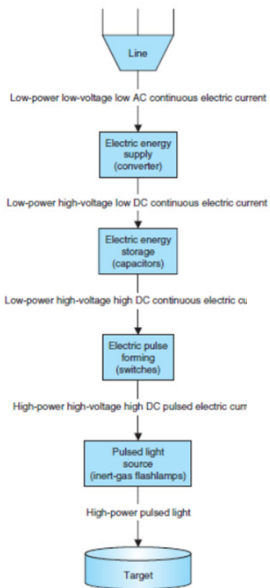 Line
Low-power low-voltage low AC continuous electric current
Electric energy
supply
(converter)
Low-power high-voltage low DC continuous electric current
Electric energy
storage
(capacitors)
Low-power high-voltage high DC continuous electric cu
Electric pulse
forming
(switches)
High-power high-voltage high DC pulsed electric curr
Pulsed light
source
(inert-gas flashlamps)
High-power pulsed light
Target